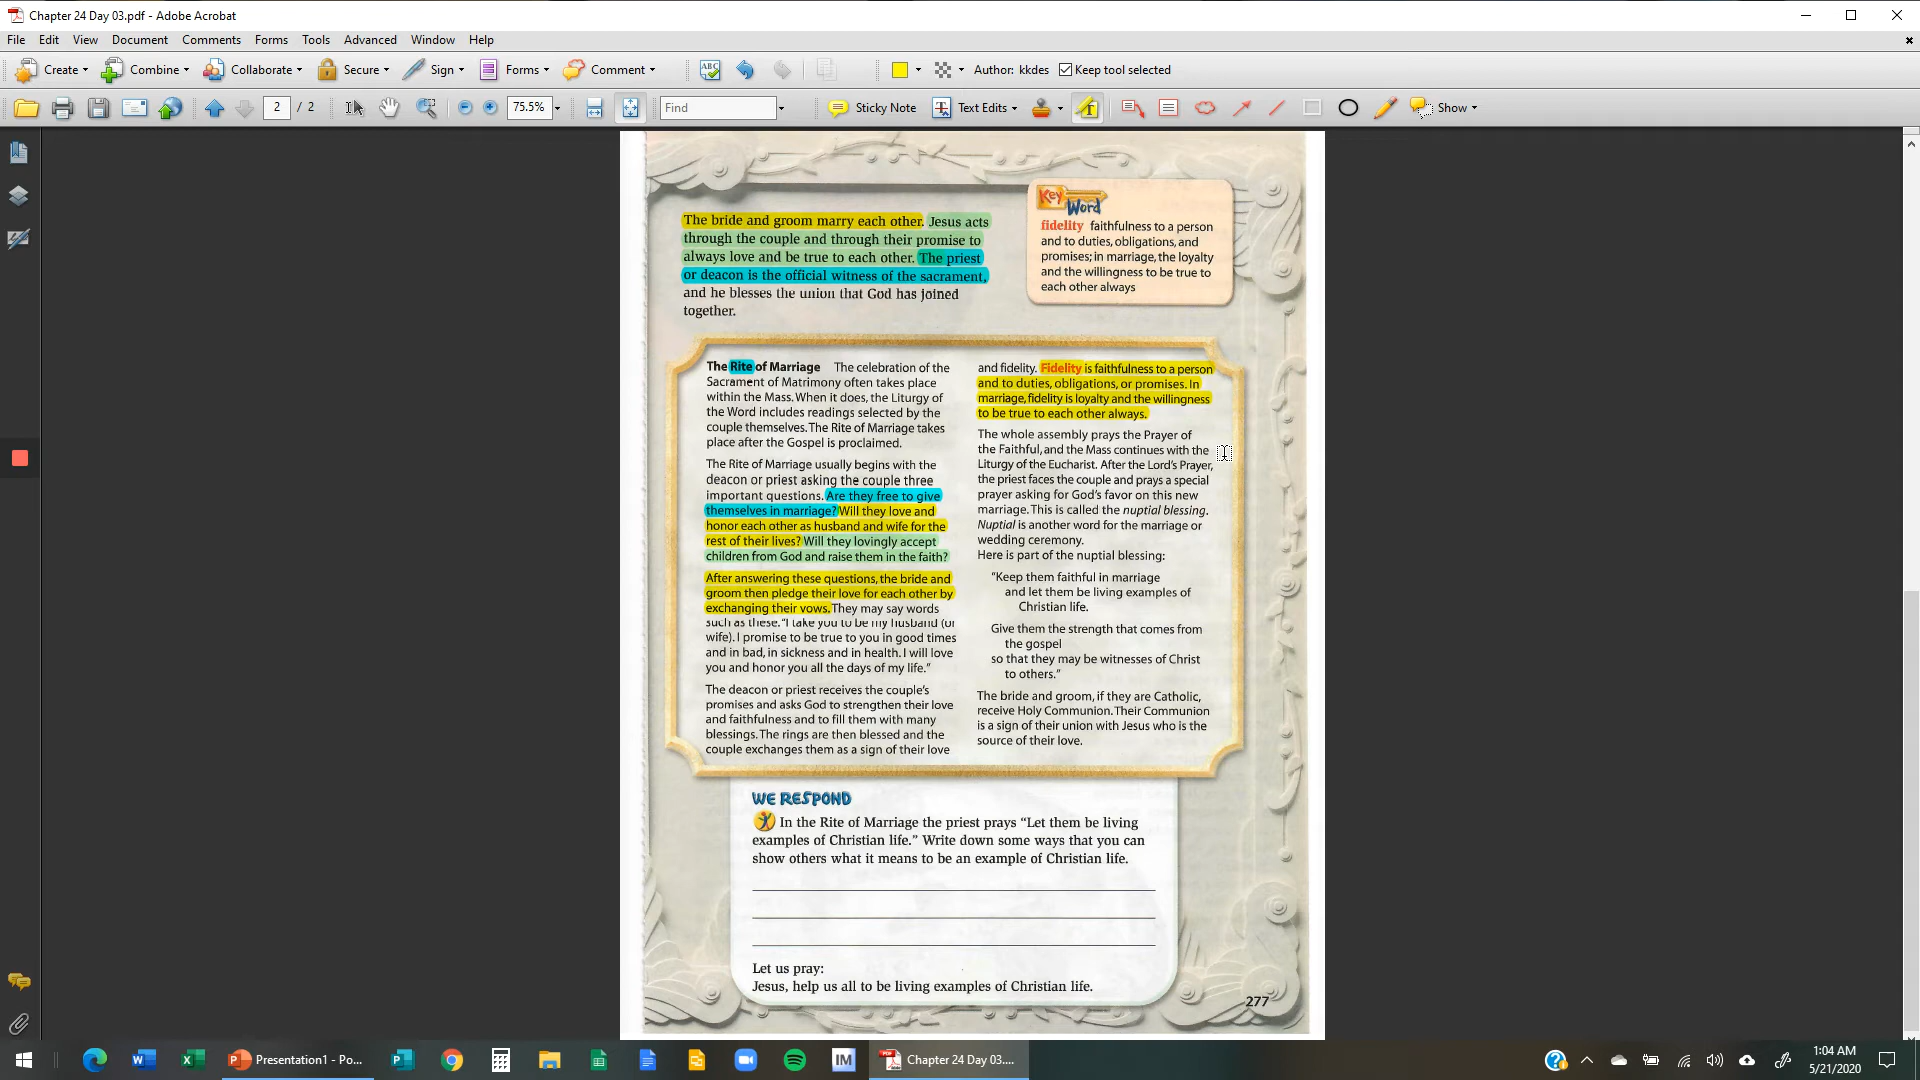 Chapter 24 Day 03.pdf - Adobe Acrobat
File Edit View Document Comments Forms Tools Advanced Window Help
Create Combine Collaborate Secure Sign Forms Comment ABC Author: kkdes Keep tool selected
2 / 2 75.5% Find Sticky Note Text Edits T Show
The bride and groom marry each other. Jesus acts
through the couple and through their promise to
always love and be true to each other. The priest
or deacon is the official witness of the sacrament,
and he blesses the union that God has joined
together.
Key
Word
fidelity faithfulness to a person
and to duties, obligations, and
promises; in marriage, the loyalty
and the willingness to be true to
each other always
The Rite of Marriage The celebration of the
Sacrament of Matrimony often takes place
within the Mass. When it does, the Liturgy of
the Word includes readings selected by the
couple themselves. The Rite of Marriage takes
place after the Gospel is proclaimed.
The Rite of Marriage usually begins with the
deacon or priest asking the couple three
important questions. Are they free to give
themselves in marriage? Will they love and
honor each other as husband and wife for the
rest of their lives? Will they lovingly accept
children from God and raise them in the faith?
After answering these questions, the bride and
groom then pledge their love for each other by
exchanging their vows. They may say words
such as these. "I take you to be my husband (or
wife). I promise to be true to you in good times
and in bad, in sickness and in health. I will love
you and honor you all the days of my life."
The deacon or priest receives the couple's
promises and asks God to strengthen their love
and faithfulness and to fill them with many
blessings. The rings are then blessed and the
couple exchanges them as a sign of their love
and fidelity. Fidelity is faithfulness to a person
and to duties, obligations, or promises. In
marriage, fidelity is loyalty and the willingness
to be true to each other always.
The whole assembly prays the Prayer of
the Faithful, and the Mass continues with the
Liturgy of the Eucharist. After the Lord's Prayer,
the priest faces the couple and prays a special
prayer asking for God's favor on this new
marriage. This is called the nuptial blessing.
Nuptial is another word for the marriage or
wedding ceremony.
Here is part of the nuptial blessing:
"Keep them faithful in marriage
and let them be living examples of
Christian life.
Give them the strength that comes from
the gospel
so that they may be witnesses of Christ
to others."
The bride and groom, if they are Catholic,
receive Holy Communion. Their Communion
is a sign of their union with Jesus who is the
source of their love.
WE RESPOND
In the Rite of Marriage the priest prays "Let them be living
examples of Christian life." Write down some ways that you can
show others what it means to be an example of Christian life.
Let us pray:
Jesus, help us all to be living examples of Christian life.
277
Presentation1 - Po... IM Chapter 24 Day 03....
1:04 AM
5/21/2020